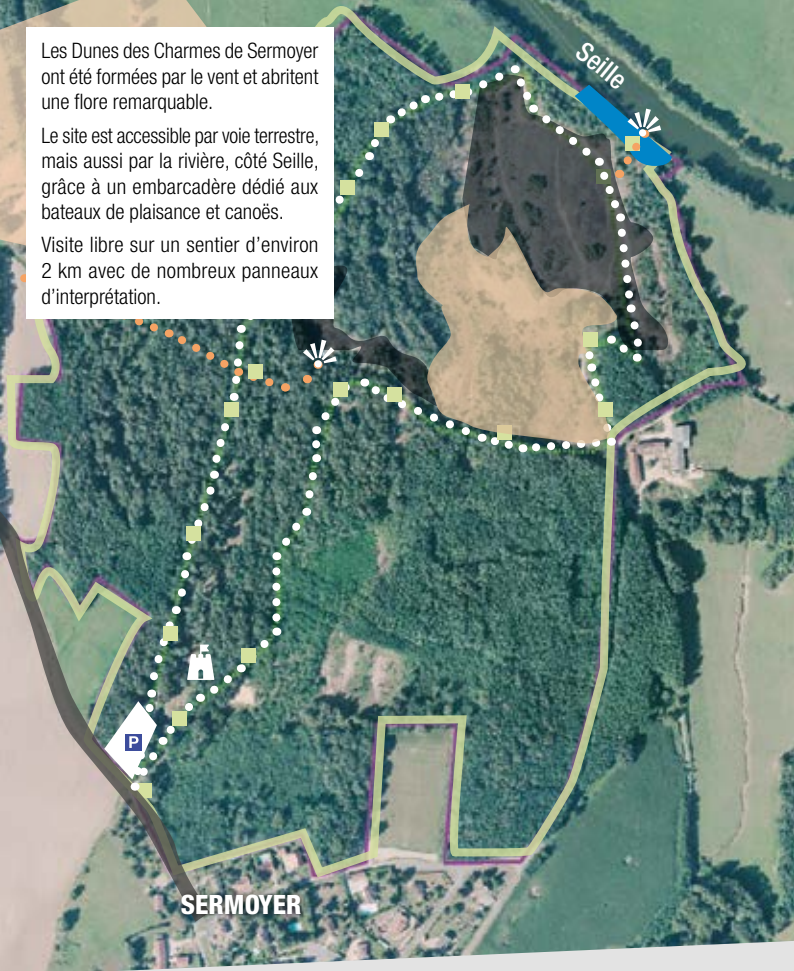 Les Dunes des Charmes de Sermoyer
ont été formées par le vent et abritent
une flore remarquable.
Le site est accessible par voie terrestre,
mais aussi par la rivière, côté Seille,
grâce à un embarcadère dédié aux
bateaux de plaisance et canoës.
Visite libre sur un sentier d’environ
2 km avec de nombreux panneaux
d’interprétation.
Seille
P
SERMOYER